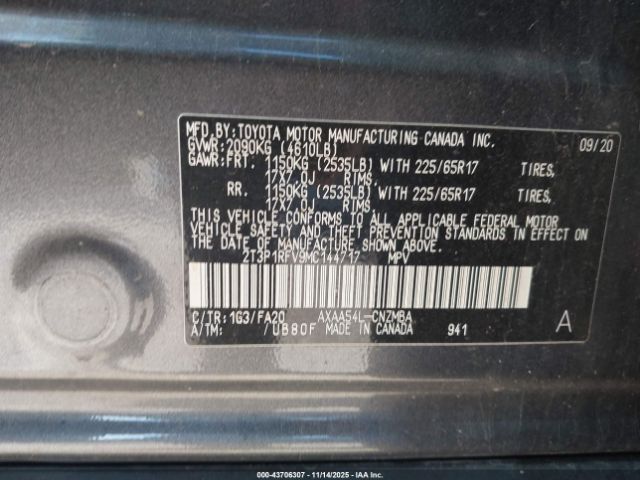 MFD.BY:TOYOTA MOTOR MANUFACTURING CANADA INC. 09/20
GVWR:2090KG (4610LB)
GAWR:FRT. 1150KG (2535LB) WITH 225/65R17 TIRES,
17X7.0J RIMS.
RR. 1150KG (2535LB) WITH 225/65R17 TIRES,
17X7.0J RIMS.
THIS VEHICLE CONFORMS TO ALL APPLICABLE FEDERAL MOTOR
VEHICLE SAFETY AND THEFT PREVENTION STANDARDS IN EFFECT ON
THE DATE OF MANUFACTURE SHOWN ABOVE.
2T3P1RFV9MC144717 MPV
C/TR:1G3/FA20 AXAA54L-CNZMBA A
A/TM: /UB80F MADE IN CANADA 941
000-43706307 - 11/14/2025 - IAA Inc.